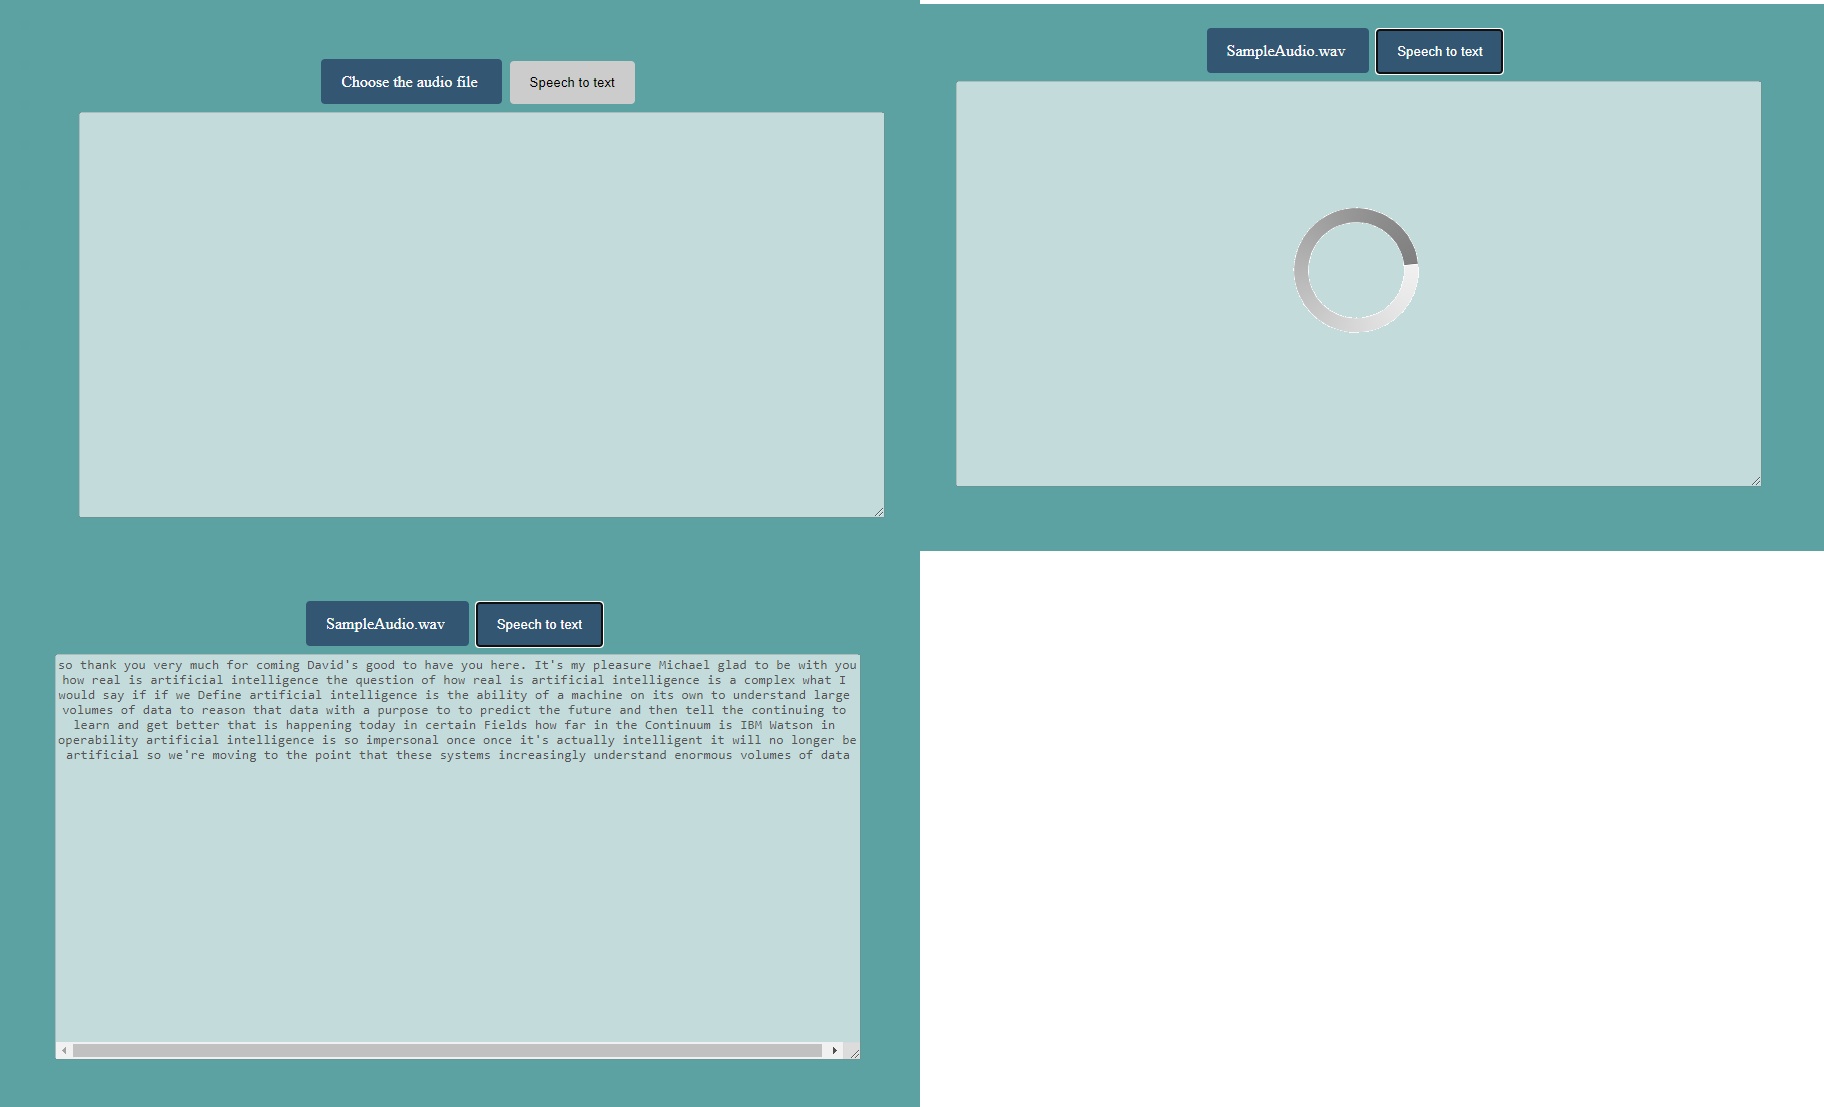 Choose the audio file
Speech to text
SampleAudio.wav
Speech to text
SampleAudio.wav
Speech to text
so thank you very much for coming David's good to have you here. It's my pleasure Michael glad to be with you
how real is artificial intelligence the question of how real is artificial intelligence is a complex what I
would say if if we Define artificial intelligence is the ability of a machine on its own to understand large
volumes of data to reason that data with a purpose to to predict the future and then tell the continuing to
learn and get better that is happening today in certain Fields how far in the Continuum is IBM Watson in
operability artificial intelligence is so impersonal once once it's actually intelligent it will no longer be
artificial so we're moving to the point that these systems increasingly understand enormous volumes of data